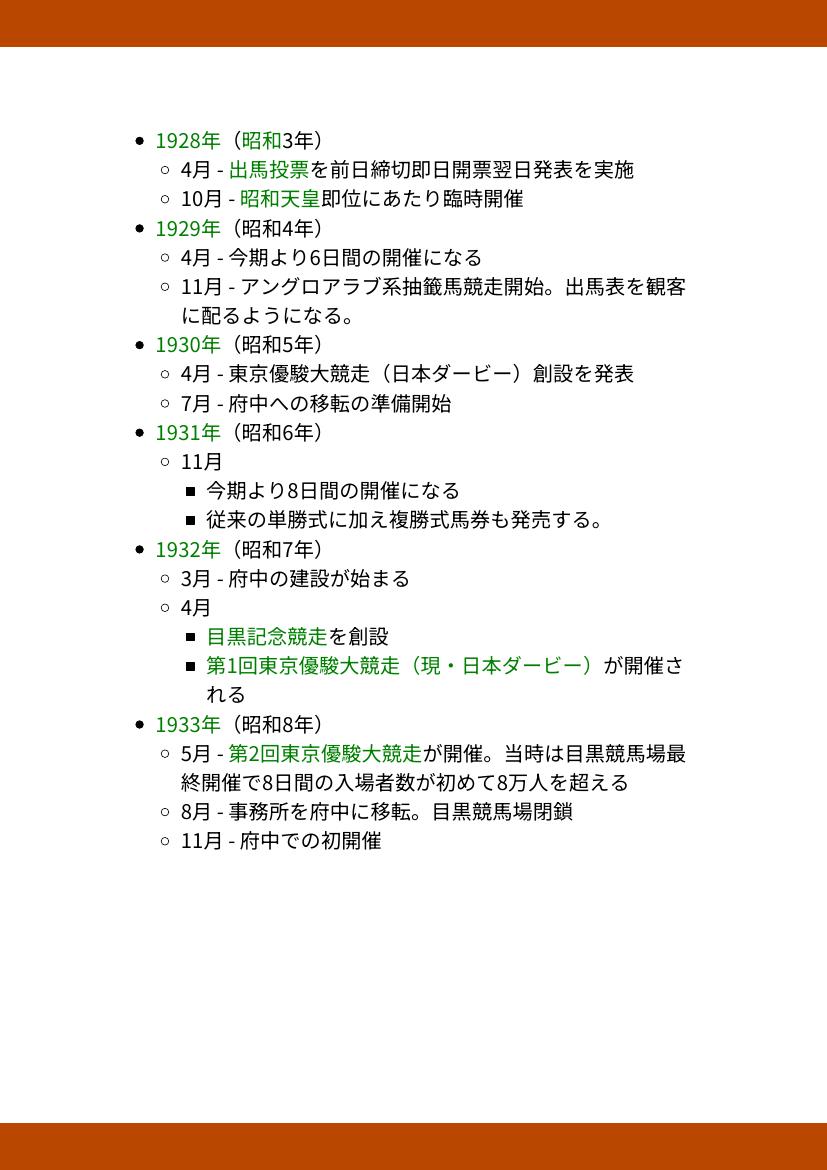 • 1928年（昭和3年）
◦ 4月 - 出馬投票を前日締切即日開票翌日発表を実施
◦ 10月 - 昭和天皇即位にあたり臨時開催
• 1929年（昭和4年）
◦ 4月 - 今期より6日間の開催になる
◦ 11月 - アングロアラブ系抽籤馬競走開始。出馬表を観客
に配るようになる。
• 1930年（昭和5年）
◦ 4月 - 東京優駿大競走（日本ダービー）創設を発表
◦ 7月 - 府中への移転の準備開始
• 1931年（昭和6年）
◦ 11月
▪ 今期より8日間の開催になる
▪ 従来の単勝式に加え複勝式馬券も発売する。
• 1932年（昭和7年）
◦ 3月 - 府中の建設が始まる
◦ 4月
▪ 目黒記念競走を創設
▪ 第1回東京優駿大競走（現・日本ダービー）が開催さ
れる
• 1933年（昭和8年）
◦ 5月 - 第2回東京優駿大競走が開催。当時は目黒競馬場最
終開催で8日間の入場者数が初めて8万人を超える
◦ 8月 - 事務所を府中に移転。目黒競馬場閉鎖
◦ 11月 - 府中での初開催